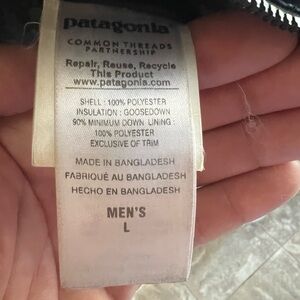 patagonia
COMMON THREADS
PARTNERSHIP
Repair, Reuse, Recycle
This Product
www.patagonia.com
SHELL : 100% POLYESTER
INSULATION : GOOSEDOWN
90% MINIMUM DOWN LINING :
100% POLYESTER
EXCLUSIVE OF TRIM
MADE IN BANGLADESH
FABRIQUÉ AU BANGLADESH
HECHO EN BANGLADESH
MEN'S
L